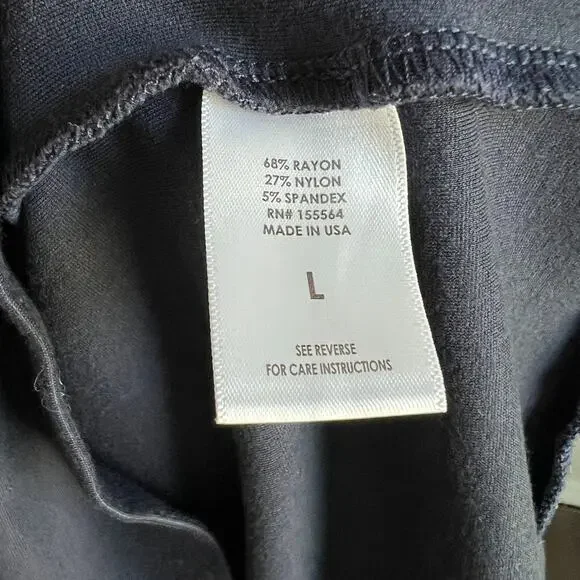 68% RAYON
27% NYLON
5% SPANDEX
RN# 155564
MADE IN USA
L
SEE REVERSE
FOR CARE INSTRUCTIONS